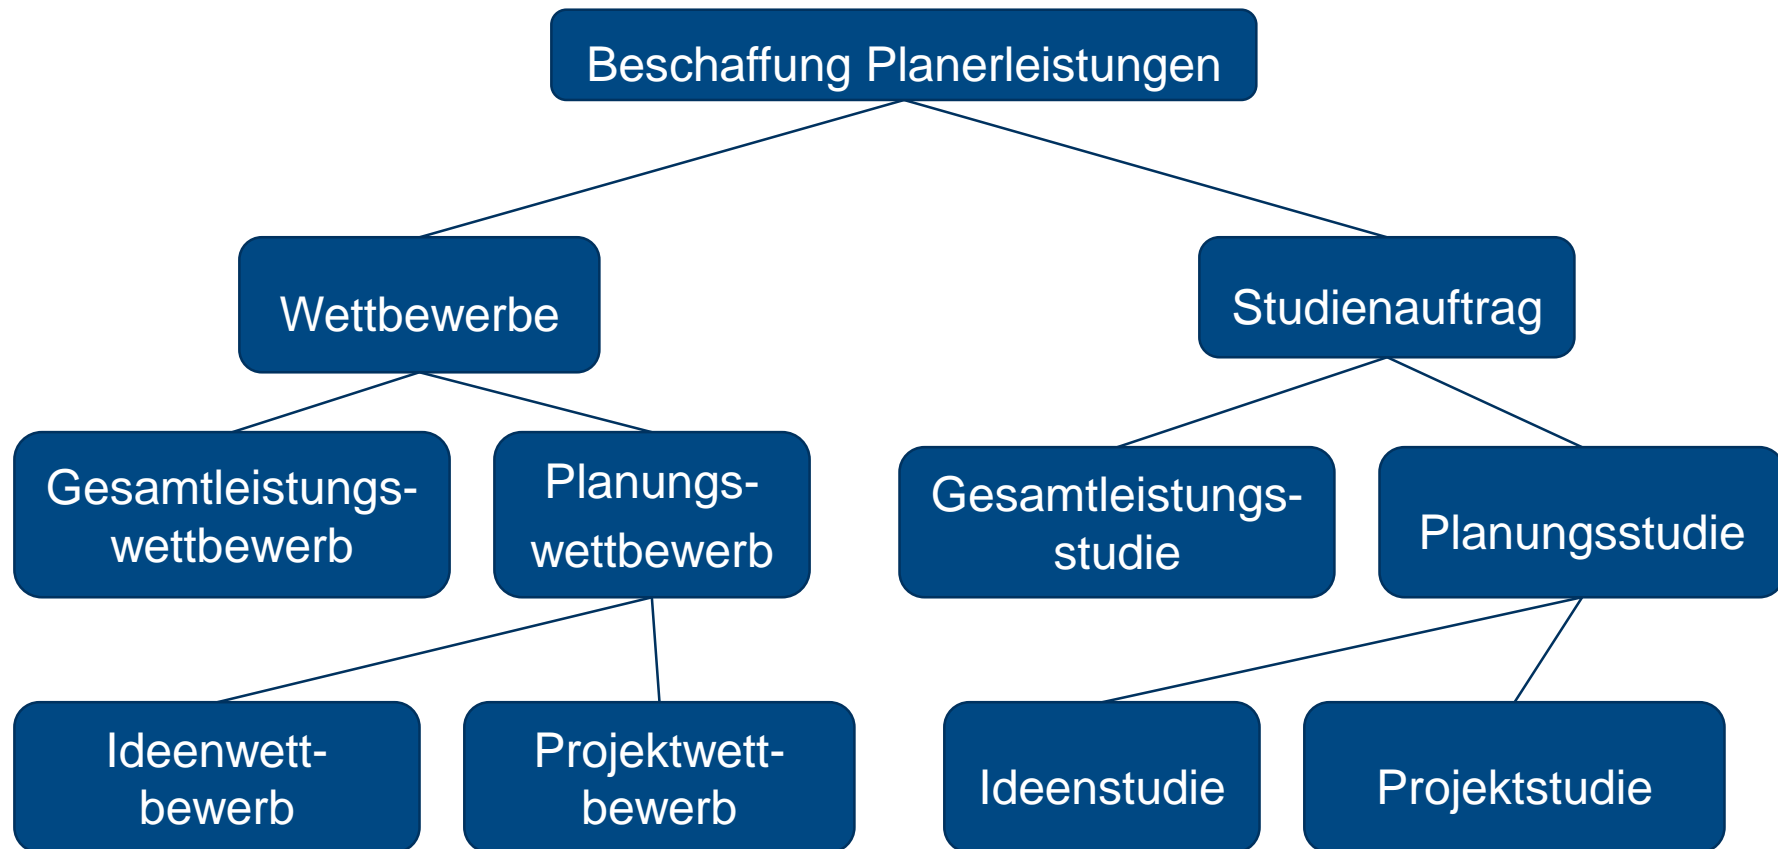 Beschaffung Planerleistungen
Wettbewerbe
Studienauftrag
Gesamtleistungs-
wettbewerb
Planungs-
wettbewerb
Gesamtleistungs-
studie
Planungsstudie
Ideenwett-
bewerb
Projektwett-
bewerb
Ideenstudie
Projektstudie